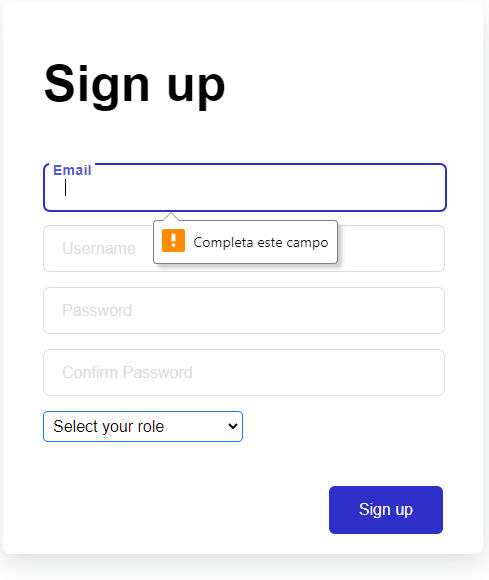 Sign up
Email
Completa este campo
Username
Password
Confirm Password
Select your role
Sign up